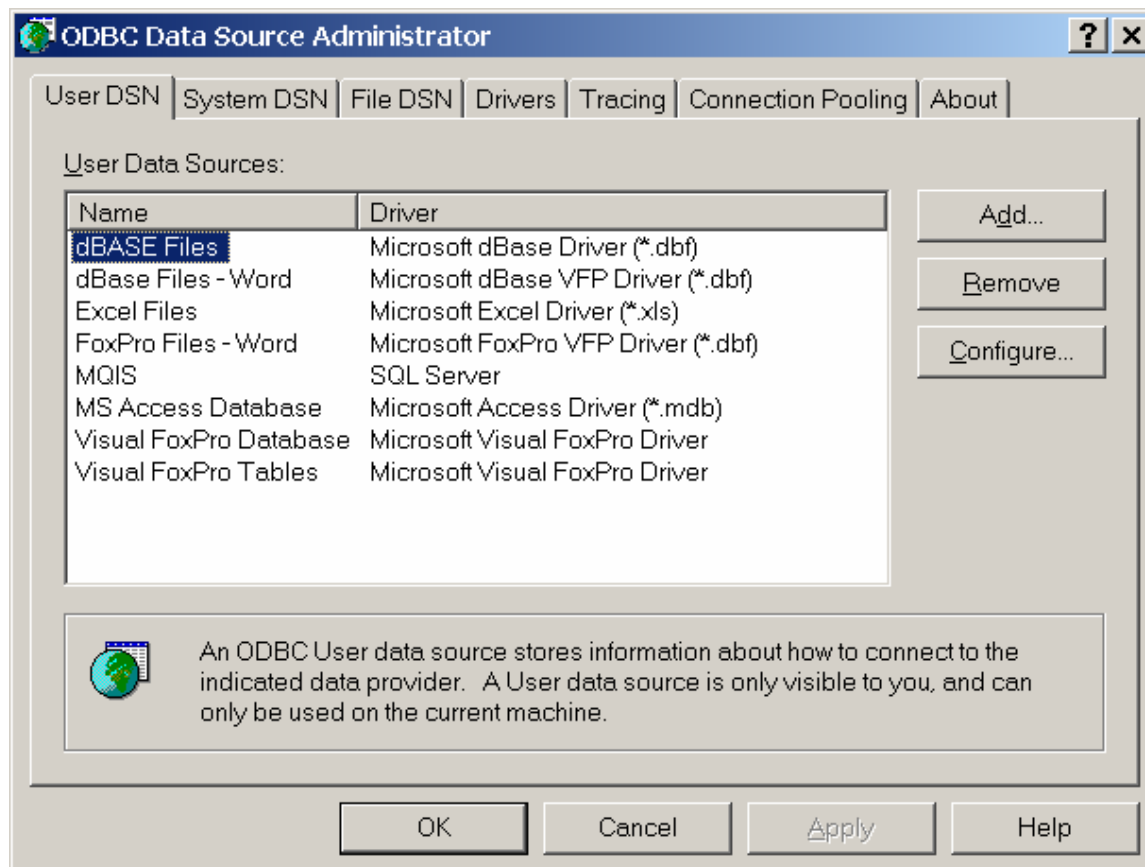 ODBC Data Source Administrator
User DSN System DSN File DSN Drivers Tracing Connection Pooling About
User Data Sources:
Name Driver
dBASE Files Microsoft dBase Driver (*.dbf)
dBase Files - Word Microsoft dBase VFP Driver (*.dbf)
Excel Files Microsoft Excel Driver (*.xls)
FoxPro Files - Word Microsoft FoxPro VFP Driver (*.dbf)
MQIS SQL Server
MS Access Database Microsoft Access Driver (*.mdb)
Visual FoxPro Database Microsoft Visual FoxPro Driver
Visual FoxPro Tables Microsoft Visual FoxPro Driver
Add...
Remove
Configure...
An ODBC User data source stores information about how to connect to the
indicated data provider. A User data source is only visible to you, and can
only be used on the current machine.
OK Cancel Apply Help